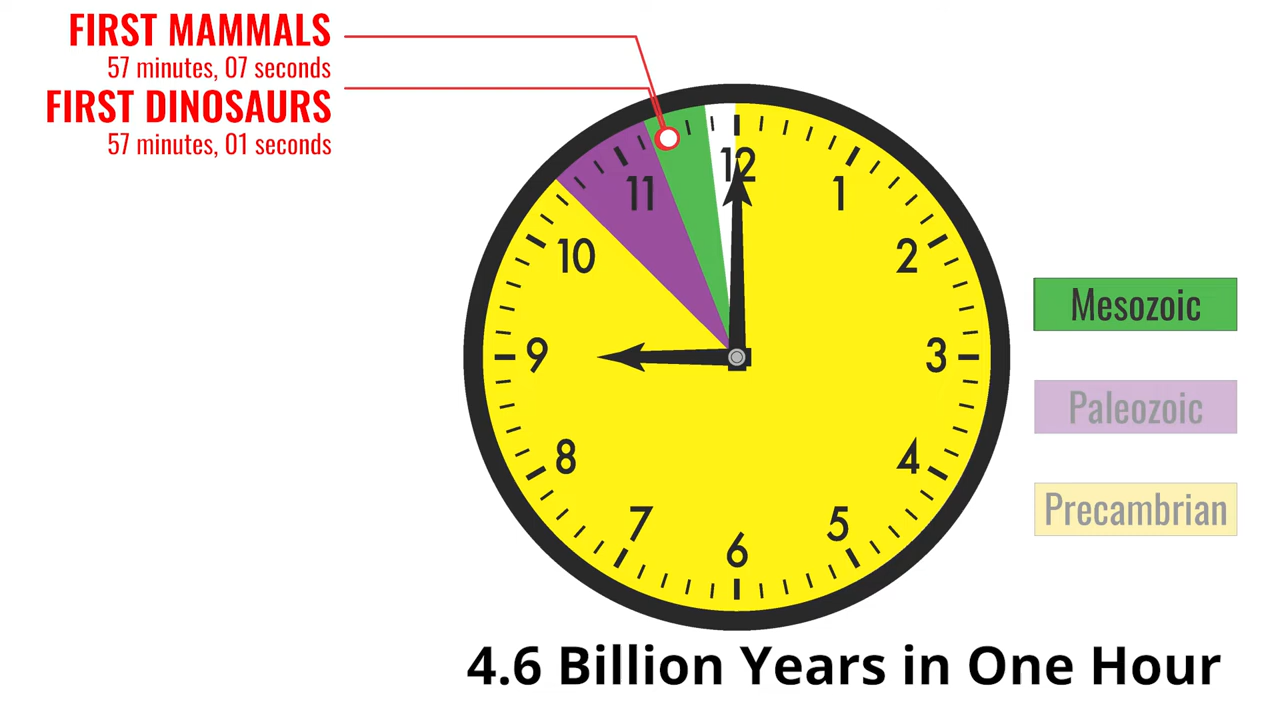 FIRST MAMMALS
57 minutes, 07 seconds
FIRST DINOSAURS
57 minutes, 01 seconds
12
1
2
3
4
5
6
7
8
9
10
11
Mesozoic
Paleozoic
Precambrian
4.6 Billion Years in One Hour